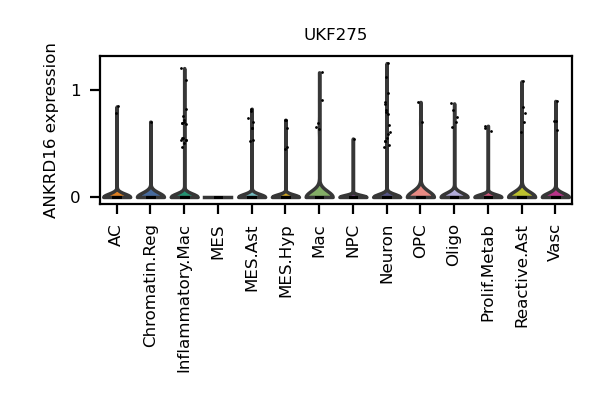 UKF275
ANKRD16 expression
1
0
AC
Chromatin.Reg
Inflammatory.Mac
MES
MES.Ast
MES.Hyp
Mac
NPC
Neuron
OPC
Oligo
Prolif.Metab
Reactive.Ast
Vasc